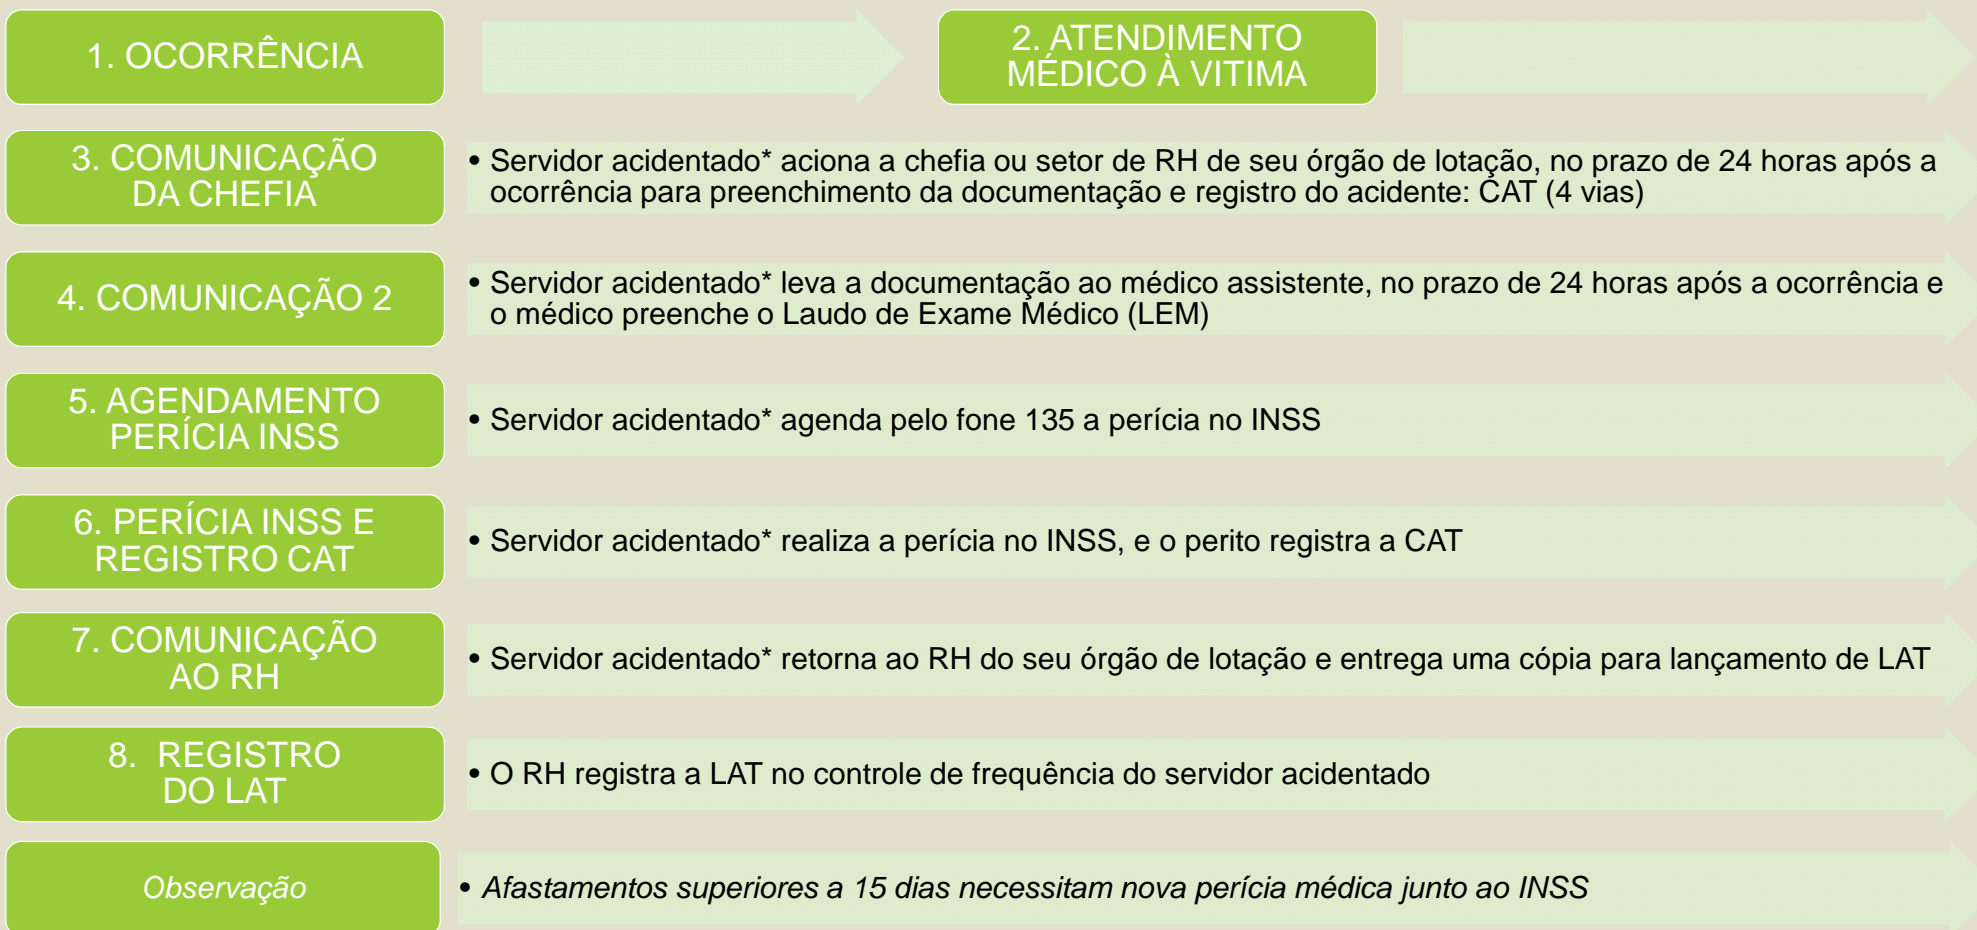 1. OCORRÊNCIA
2. ATENDIMENTO
MÉDICO À VITIMA
3. COMUNICAÇÃO
DA CHEFIA
• Servidor acidentado* aciona a chefia ou setor de RH de seu órgão de lotação, no prazo de 24 horas após a
ocorrência para preenchimento da documentação e registro do acidente: CAT (4 vias)
4. COMUNICAÇÃO 2
• Servidor acidentado* leva a documentação ao médico assistente, no prazo de 24 horas após a ocorrência e
o médico preenche o Laudo de Exame Médico (LEM)
5. AGENDAMENTO
PERÍCIA INSS
• Servidor acidentado* agenda pelo fone 135 a perícia no INSS
6. PERÍCIA INSS E
REGISTRO CAT
• Servidor acidentado* realiza a perícia no INSS, e o perito registra a CAT
7. COMUNICAÇÃO
AO RH
• Servidor acidentado* retorna ao RH do seu órgão de lotação e entrega uma cópia para lançamento de LAT
8. REGISTRO
DO LAT
• O RH registra a LAT no controle de frequência do servidor acidentado
Observação
• Afastamentos superiores a 15 dias necessitam nova perícia médica junto ao INSS